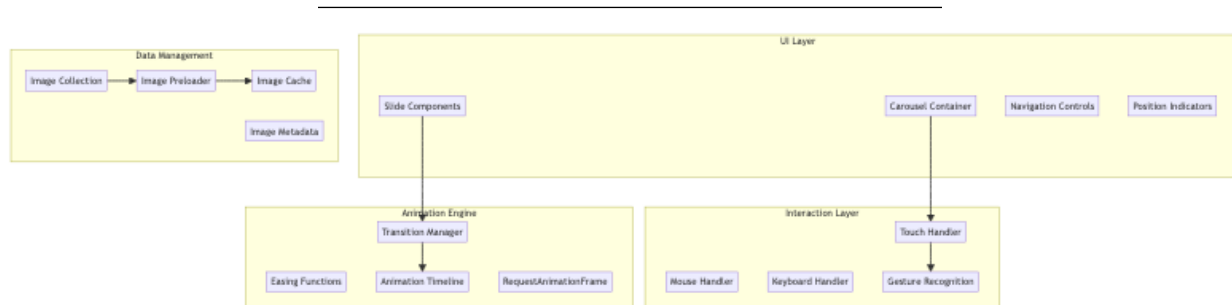 Data Management
Image Collection
Image Preloader
Image Cache
Image Metadata
UI Layer
Slide Components
Carousel Container
Navigation Controls
Position Indicators
Animation Engine
Transition Manager
Easing Functions
Animation Timeline
RequestAnimationFrame
Interaction Layer
Touch Handler
Mouse Handler
Keyboard Handler
Gesture Recognition